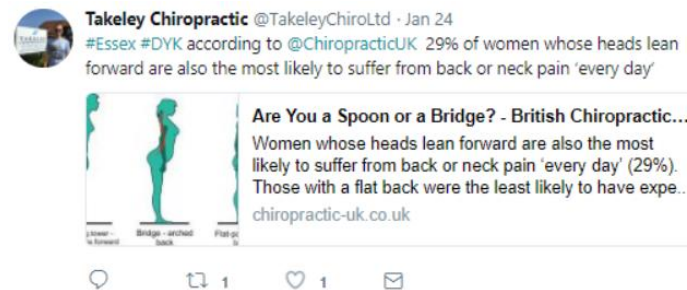 Takeley Chiropractic @TakeleyChiroLtd · Jan 24
#Essex #DYK according to @ChiropracticUK 29% of women whose heads lean
forward are also the most likely to suffer from back or neck pain ‘every day’
Are You a Spoon or a Bridge? - British Chiropractic...
Women whose heads lean forward are also the most
likely to suffer from back or neck pain ‘every day’ (29%).
Those with a flat back were the least likely to have expe..
chiropractic-uk.co.uk
Bridge - arched
back
1
1